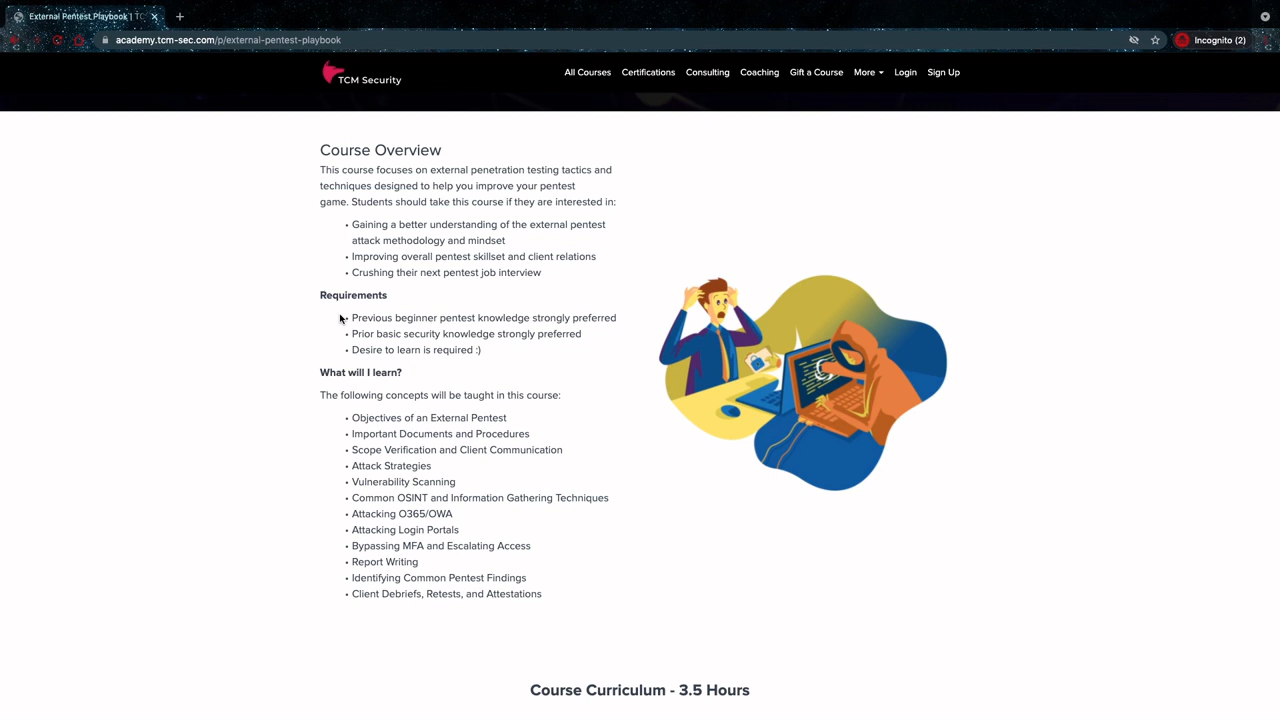 External Pentest Playbook | TC
academy.tcm-sec.com/p/external-pentest-playbook
Incognito (2)
TCM Security
All Courses
Certifications
Consulting
Coaching
Gift a Course
More
Login
Sign Up
Course Overview
This course focuses on external penetration testing tactics and
techniques designed to help you improve your pentest
game. Students should take this course if they are interested in:
• Gaining a better understanding of the external pentest
attack methodology and mindset
• Improving overall pentest skillset and client relations
• Crushing their next pentest job interview
Requirements
• Previous beginner pentest knowledge strongly preferred
• Prior basic security knowledge strongly preferred
• Desire to learn is required :)
What will I learn?
The following concepts will be taught in this course:
• Objectives of an External Pentest
• Important Documents and Procedures
• Scope Verification and Client Communication
• Attack Strategies
• Vulnerability Scanning
• Common OSINT and Information Gathering Techniques
• Attacking O365/OWA
• Attacking Login Portals
• Bypassing MFA and Escalating Access
• Report Writing
• Identifying Common Pentest Findings
• Client Debriefs, Retests, and Attestations
Course Curriculum - 3.5 Hours